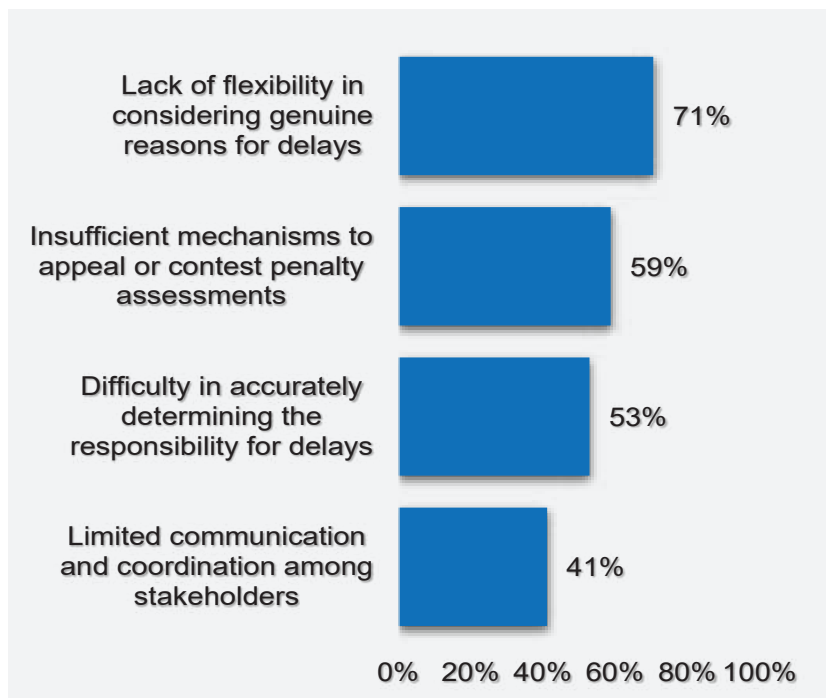 Lack of flexibility in
considering genuine
reasons for delays
71%
Insufficient mechanisms to
appeal or contest penalty
assessments
59%
Difficulty in accurately
determining the
responsibility for delays
53%
Limited communication
and coordination among
stakeholders
41%
0% 20% 40% 60% 80% 100%